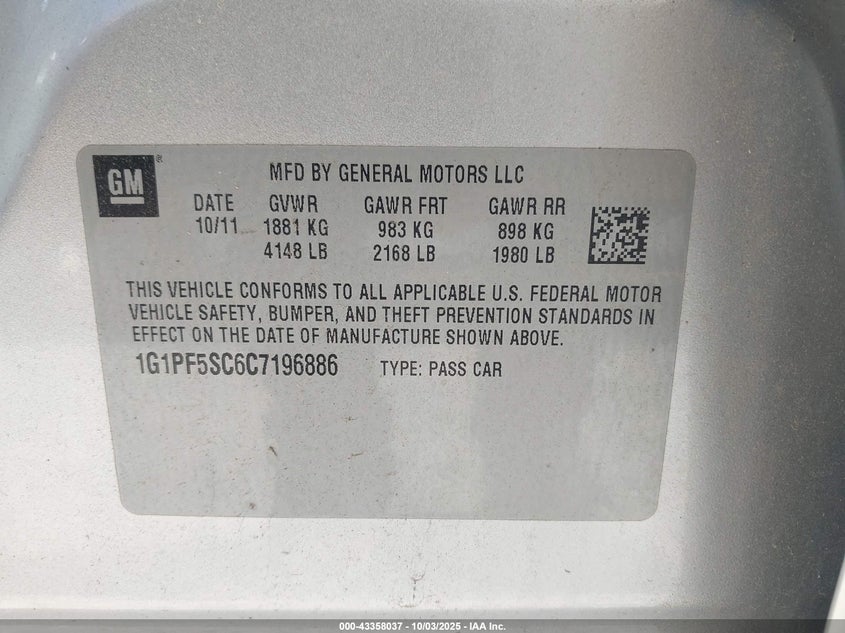 GM ®
MFD BY GENERAL MOTORS LLC
DATE GVWR GAWR FRT GAWR RR
10/11 1881 KG 983 KG 898 KG
4148 LB 2168 LB 1980 LB
THIS VEHICLE CONFORMS TO ALL APPLICABLE U.S. FEDERAL MOTOR
VEHICLE SAFETY, BUMPER, AND THEFT PREVENTION STANDARDS IN
EFFECT ON THE DATE OF MANUFACTURE SHOWN ABOVE.
1G1PF5SC6C7196886 TYPE: PASS CAR
000-43358037 - 10/03/2025 - IAA Inc.